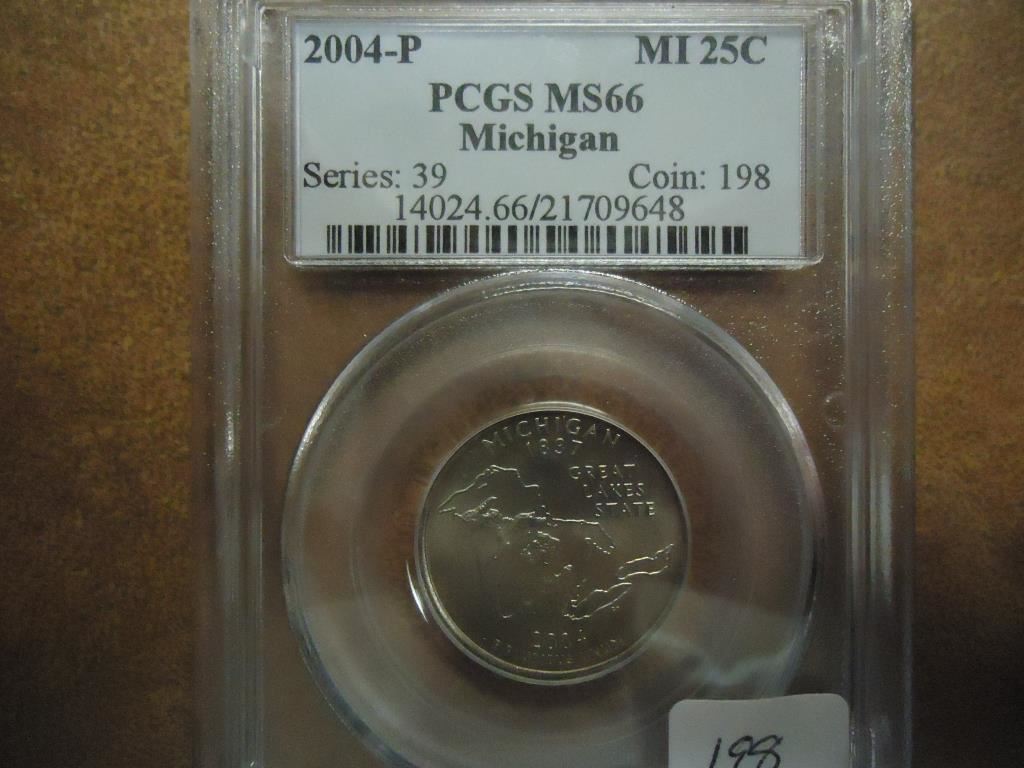 2004-P MI 25C
PCGS MS66
Michigan
Series: 39 Coin: 198
14024.66/21709648
MICHIGAN
1837
GREAT
LAKES
STATE
2004
198